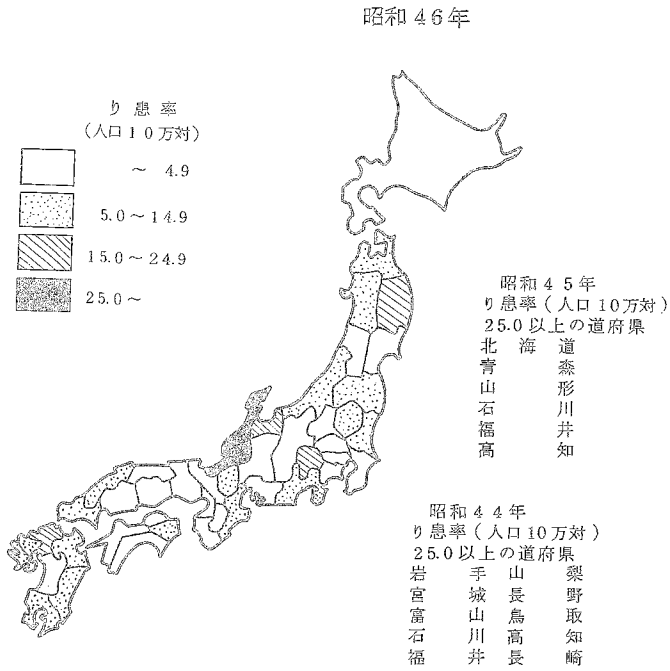 昭和46年
り患率
(人口10万対)
～ 4.9
5.0～14.9
15.0～24.9
25.0～
昭和45年
り患率(人口10万対)
25.0以上の道府県
北海道
青森
山形
石川
福井
高知
昭和44年
り患率(人口10万対)
25.0以上の道府県
岩手 山梨
宮城 長野
富山 鳥取
石川 高知
福井 長崎